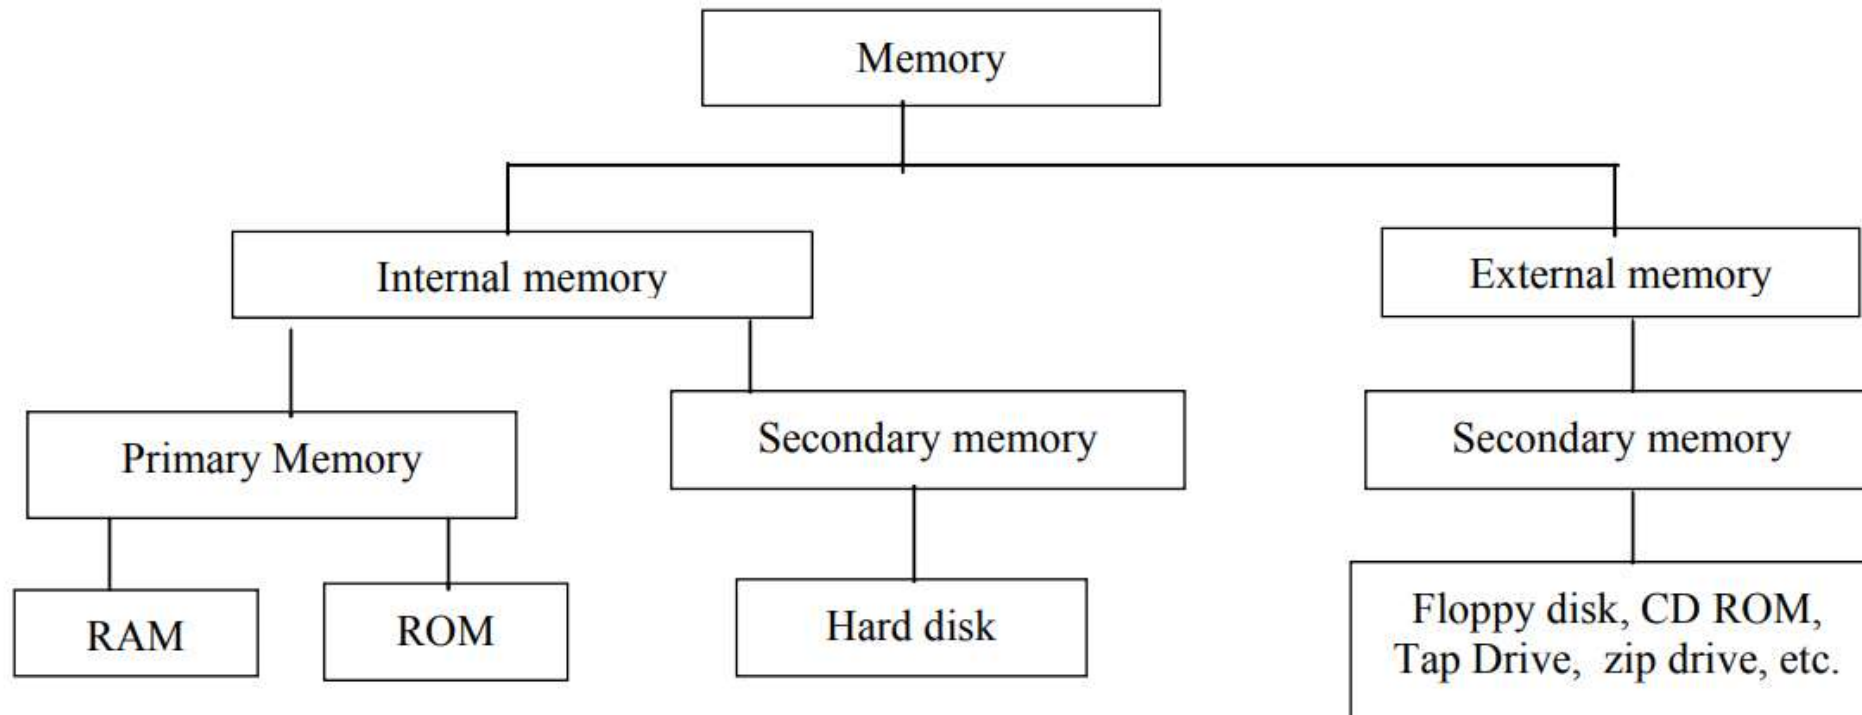 Memory
Internal memory
External memory
Primary Memory
Secondary memory
Secondary memory
RAM
ROM
Hard disk
Floppy disk, CD ROM,
Tap Drive, zip drive, etc.